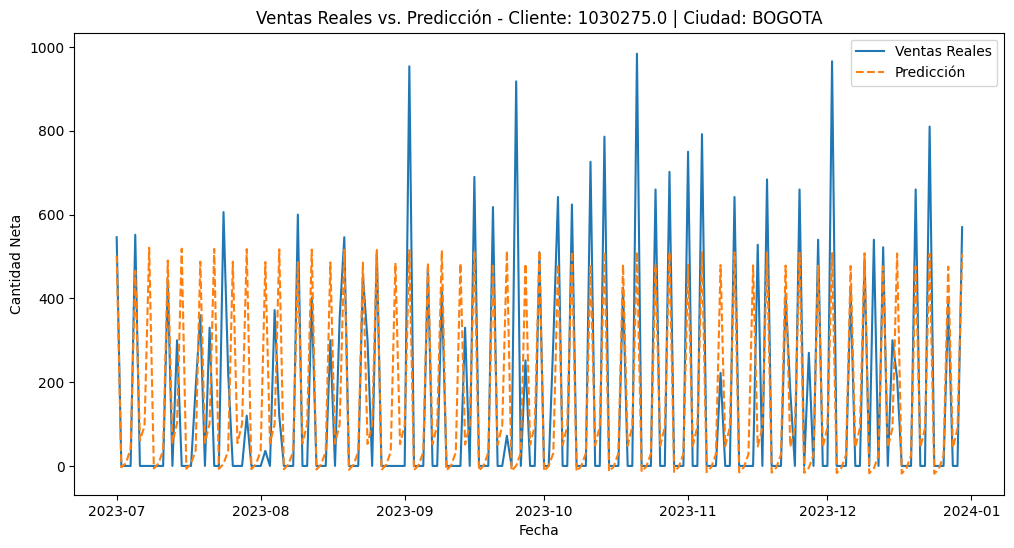 Ventas Reales vs. Predicción - Cliente: 1030275.0 | Ciudad: BOGOTA
Ventas Reales
Predicción
Cantidad Neta
1000
800
600
400
200
0
2023-07
2023-08
2023-09
2023-10
2023-11
2023-12
2024-01
Fecha